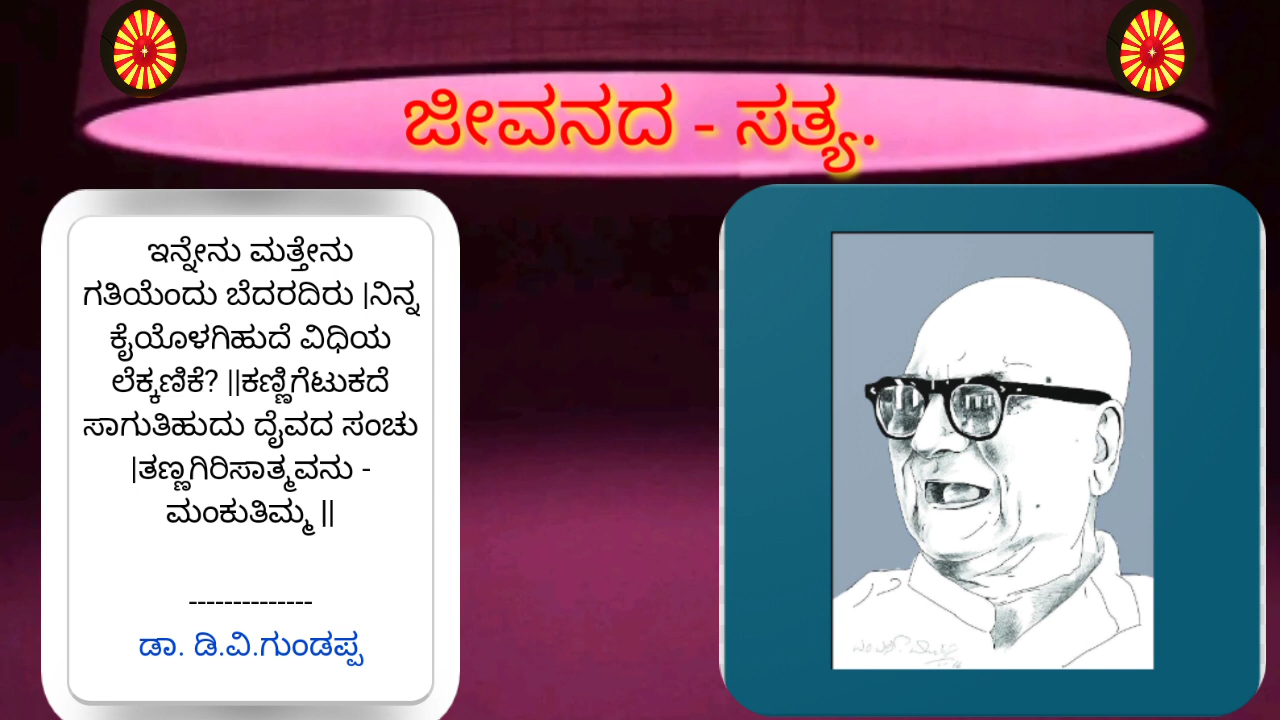 ಜೀವನದ - ಸತ್ಯ.
ಇನ್ನೇನು ಮತ್ತೇನು
ಗತಿಯೆಂದು ಬೆದರದಿರು |ನಿನ್ನ
ಕೈಯೊಳಗಿಹುದೆ ವಿಧಿಯ
ಲೆಕ್ಕಣಿಕೆ? ||ಕಣ್ಣಿಗೆಟುಕದೆ
ಸಾಗುತಿಹುದು ದೈವದ ಸಂಚು
|ತಣ್ಣಗಿರಿಸಾತ್ಮವನು -
ಮಂಕುತಿಮ್ಮ ||
--------------
ಡಾ. ಡಿ.ವಿ.ಗುಂಡಪ್ಪ